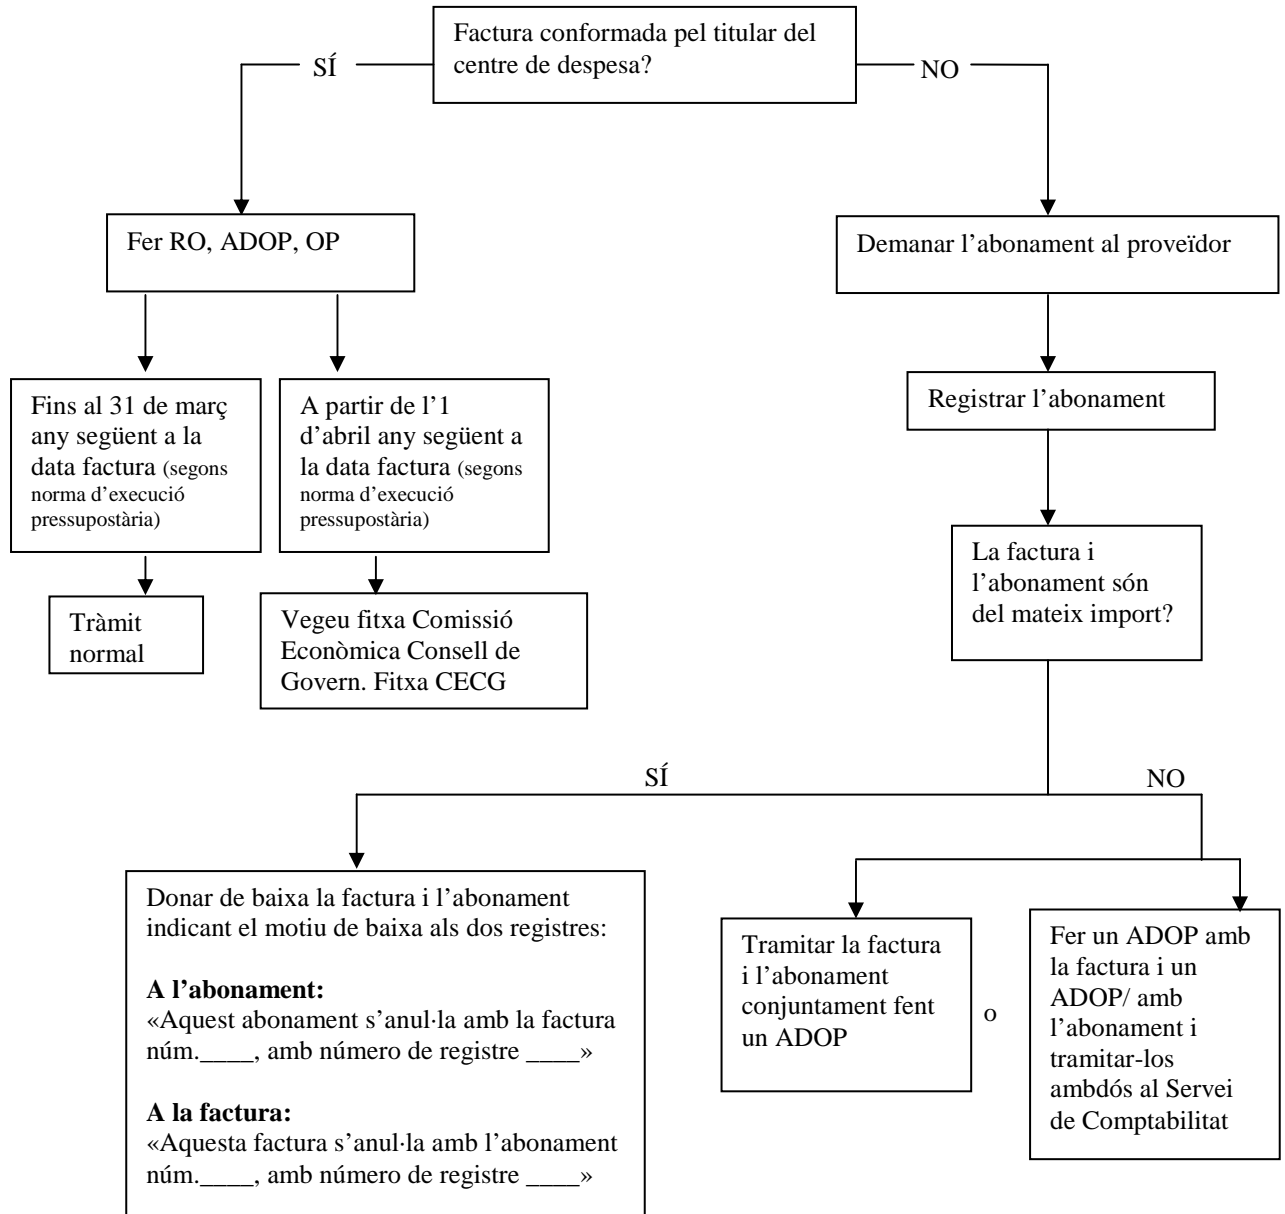 Factura conformada pel titular del
centre de despesa?
SÍ
NO
Fer RO, ADOP, OP
Demanar l’abonament al proveïdor
Fins al 31 de març
any següent a la
data factura (segons
norma d’execució
pressupostària)
A partir de l’1
d’abril any següent a
la data factura (segons
norma d’execució
pressupostària)
Registrar l’abonament
Tràmit
normal
Vegeu fitxa Comissió
Econòmica Consell de
Govern. Fitxa CECG
La factura i
l’abonament són
del mateix import?
SÍ
NO
Donar de baixa la factura i l’abonament
indicant el motiu de baixa als dos registres:
A l’abonament:
«Aquest abonament s’anul·la amb la factura
núm.____, amb número de registre ____»
A la factura:
«Aquesta factura s’anul·la amb l’abonament
núm.____, amb número de registre ____»
Tramitar la factura
i l’abonament
conjuntament fent
un ADOP
o
Fer un ADOP amb
la factura i un
ADOP/ amb
l’abonament i
tramitar-los
ambdós al Servei
de Comptabilitat